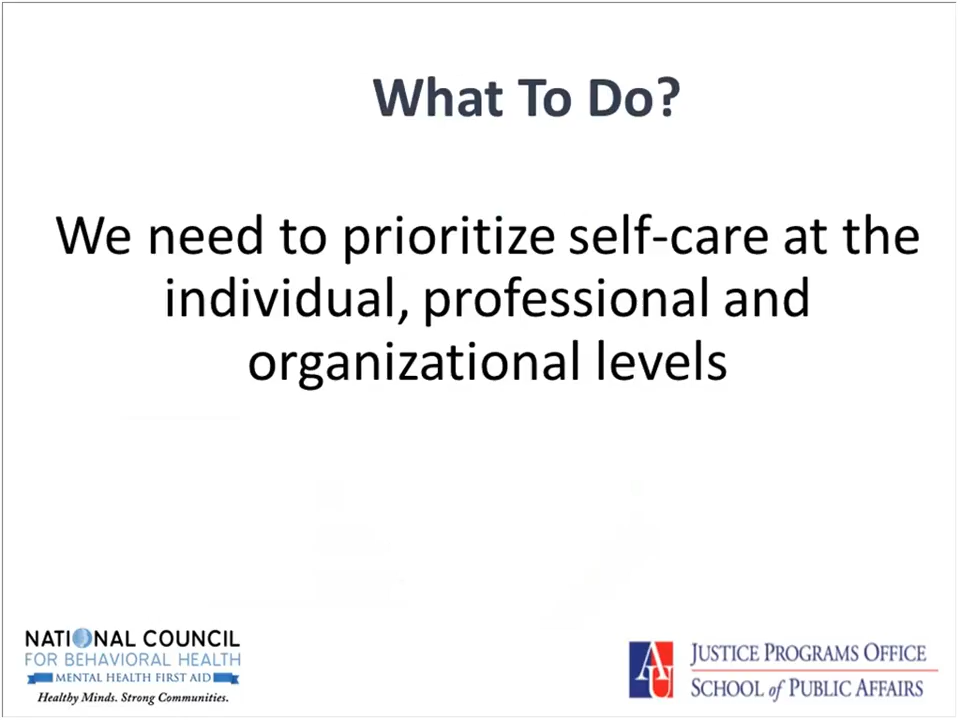 What To Do?
We need to prioritize self-care at the
individual, professional and
organizational levels
NATIONAL COUNCIL
FOR BEHAVIORAL HEALTH
MENTAL HEALTH FIRST AID
Healthy Minds. Strong Communities.
AU
JUSTICE PROGRAMS OFFICE
SCHOOL of PUBLIC AFFAIRS